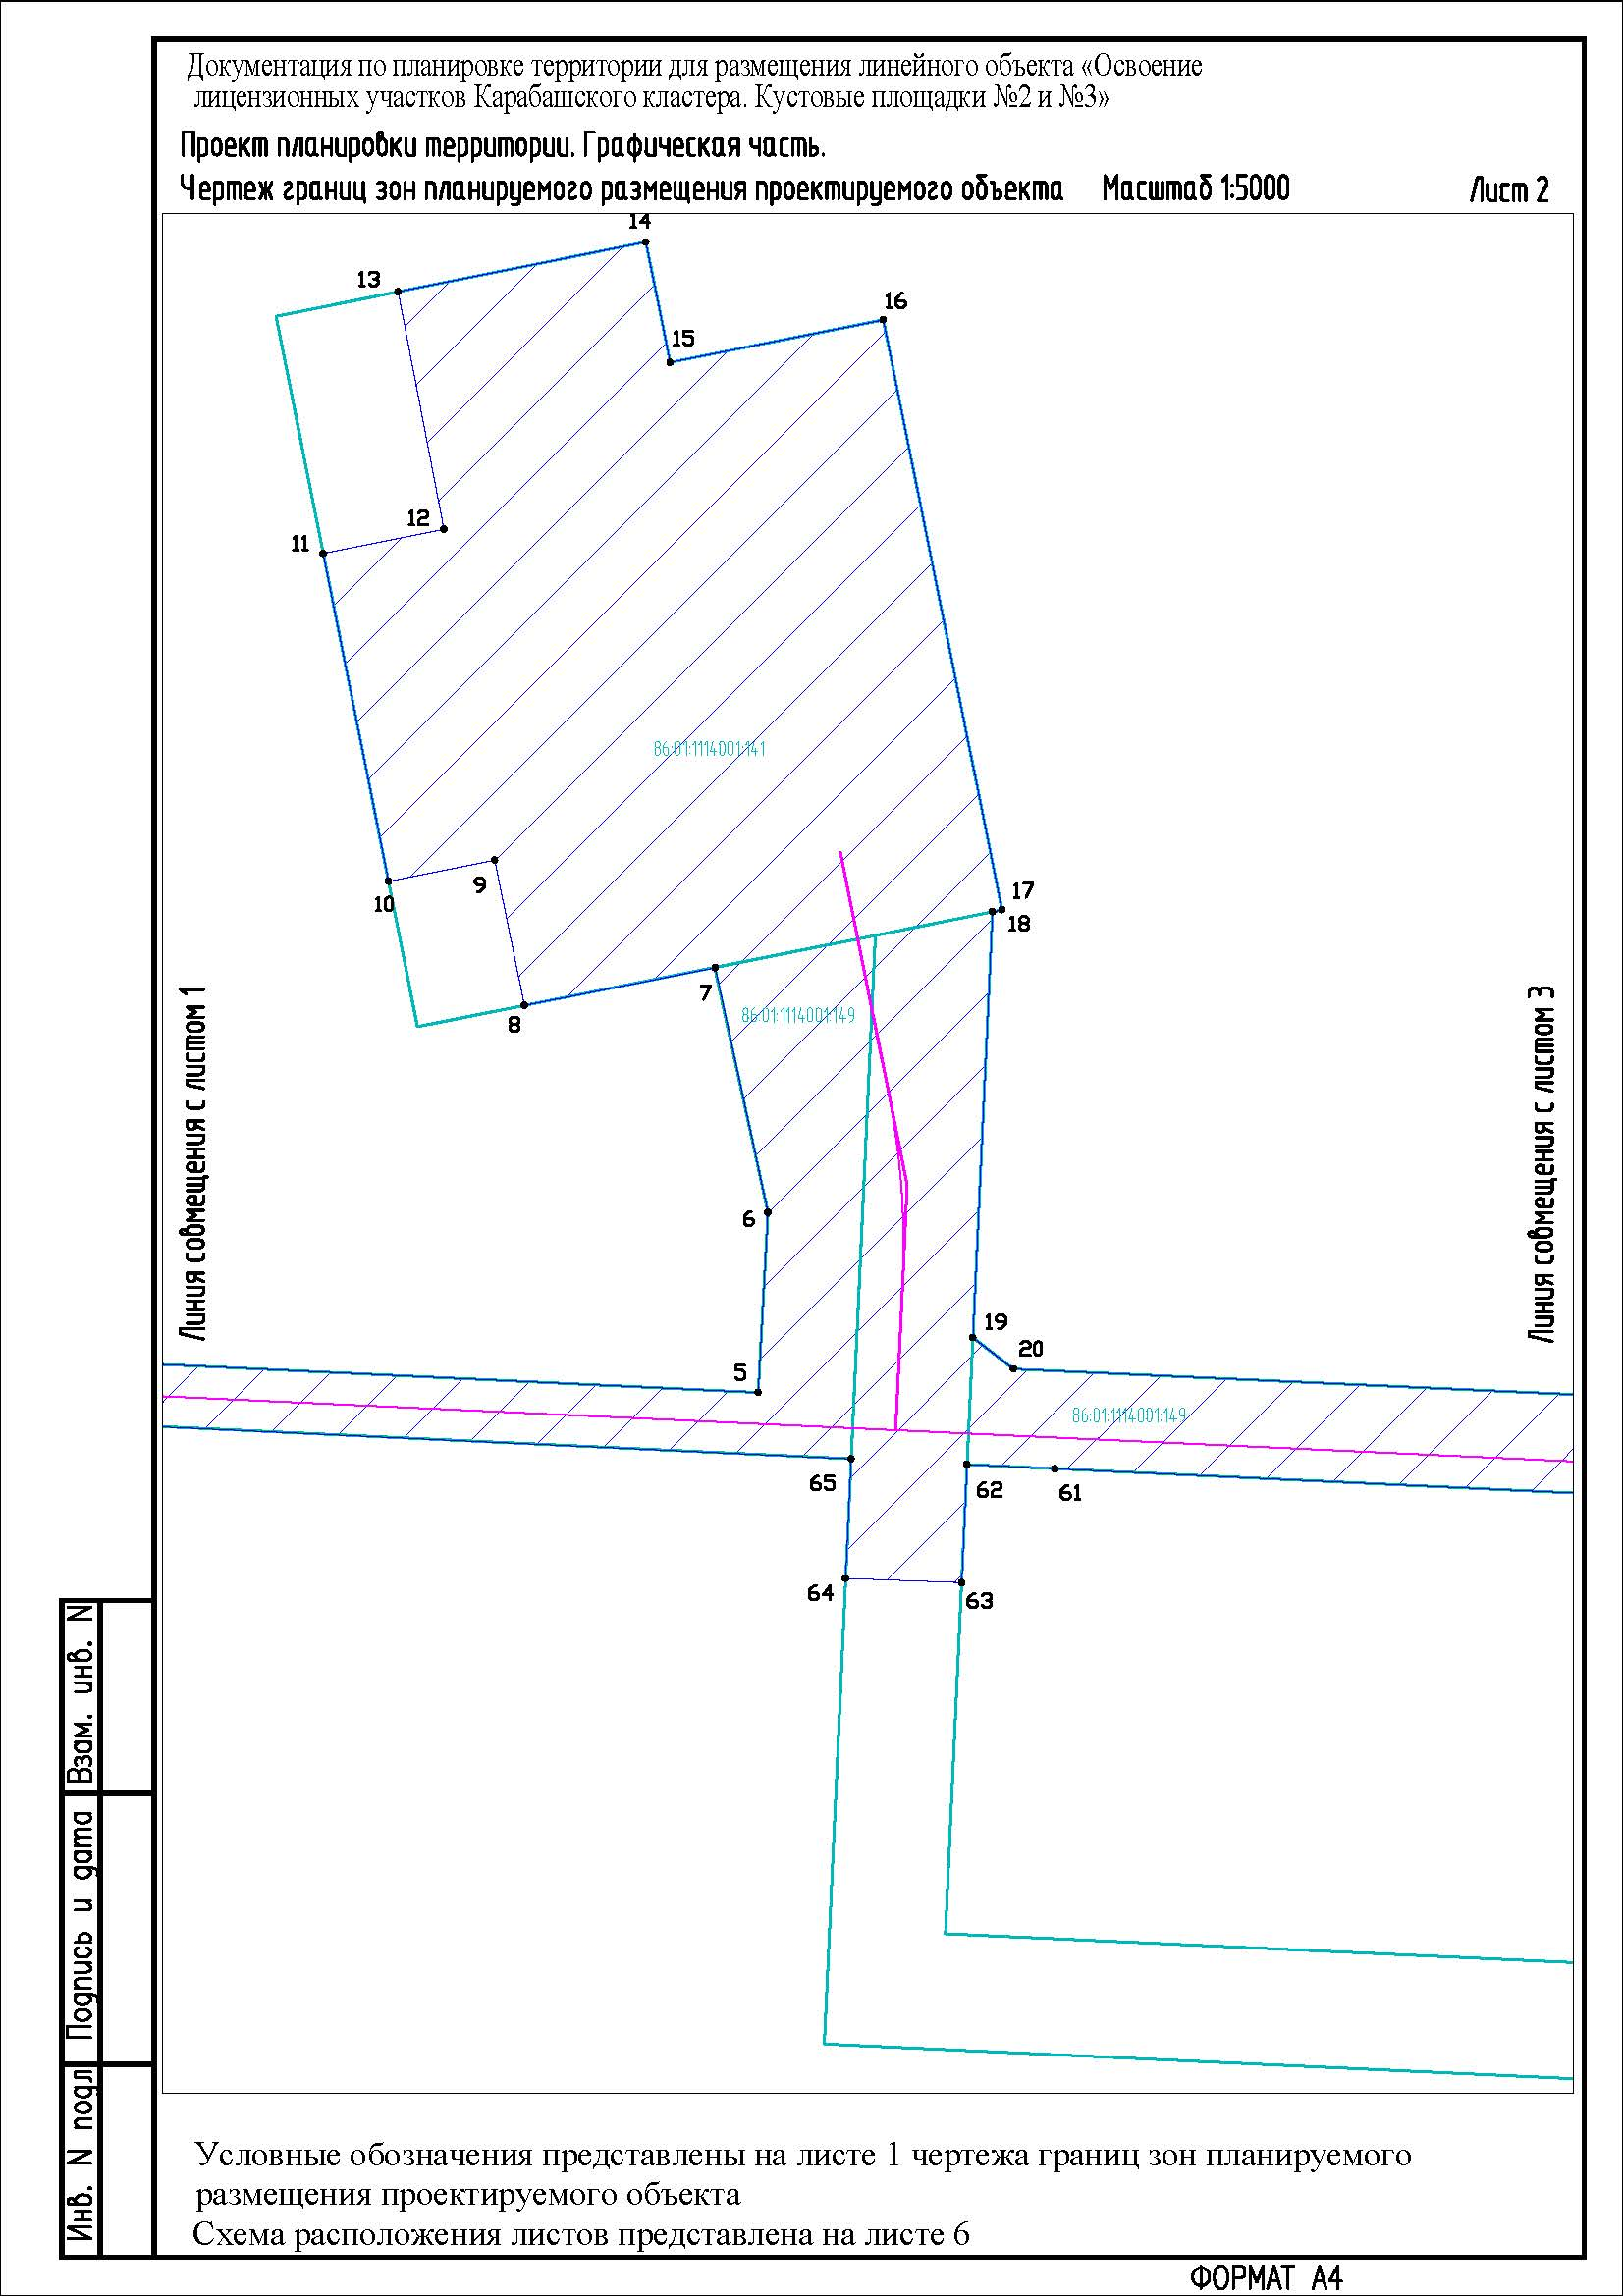 Документация по планировке территории для размещения линейного объекта «Освоение
лицензионных участков Карабашского кластера. Кустовые площадки №2 и №3»
Проект планировки территории. Графическая часть.
Чертеж границ зон планируемого размещения проектируемого объекта Масштаб 1:5000 Лист 2
14
13
16
15
12
11
86:01:1114001:141
9
10
17
18
7
8
86:01:1114001:149
Линия совмещения с листом 1
Линия совмещения с листом 3
6
19
20
5
86:01:1114001:149
65
62
61
64
63
Взам. инв. N
Подпись и дата
Инв. N подл
Условные обозначения представлены на листе 1 чертежа границ зон планируемого
размещения проектируемого объекта
Схема расположения листов представлена на листе 6
ФОРМАТ А4